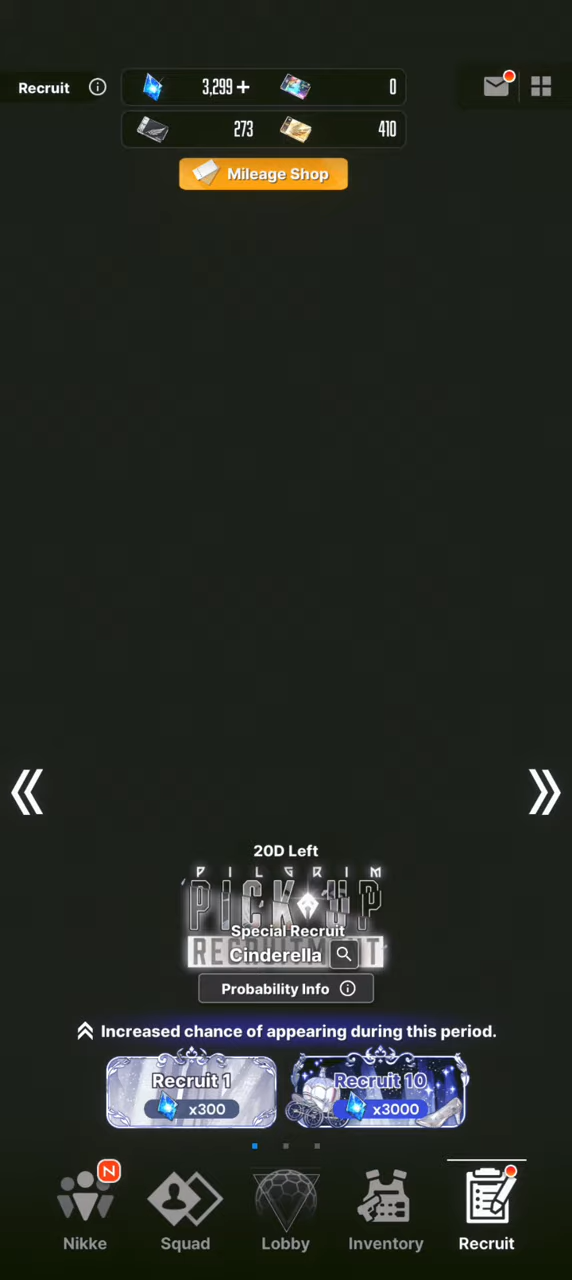 Recruit
3,299 +
0
273
410
Mileage Shop
20D Left
PILGRIM
PICK UP
Special Recruit
RECRUITMENT
Cinderella
Probability Info
Increased chance of appearing during this period.
Recruit 1
x300
Recruit 10
x3000
N
Nikke
Squad
Lobby
Inventory
Recruit